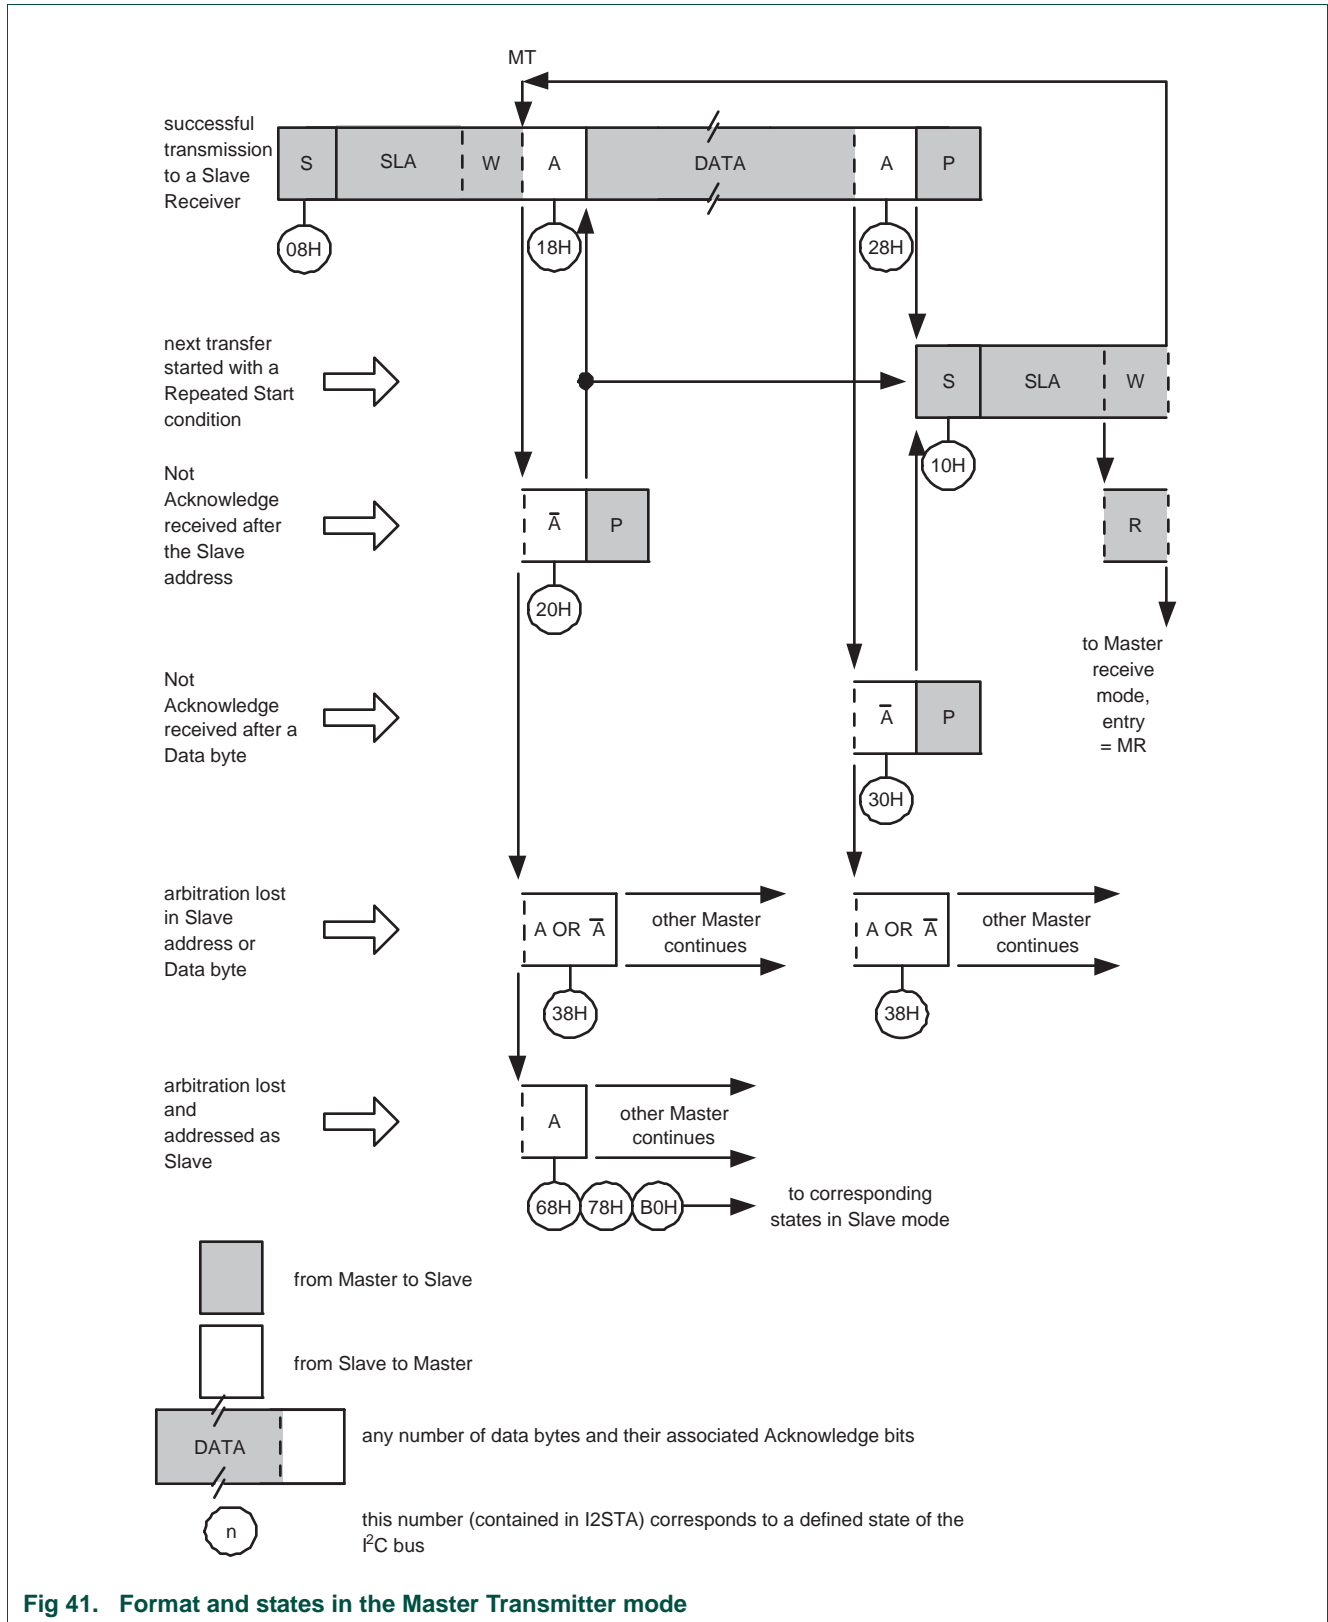 MT
successful
transmission
to a Slave
Receiver
S
SLA
W
A
DATA
A
P
08H
18H
28H
next transfer
started with a
Repeated Start
condition
S
SLA
W
10H
Not
Acknowledge
received after
the Slave
address
A̅
P
R
20H
to Master
receive
mode,
entry
= MR
Not
Acknowledge
received after a
Data byte
A̅
P
30H
arbitration lost
in Slave
address or
Data byte
A OR A̅
other Master
continues
A OR A̅
other Master
continues
38H
38H
arbitration lost
and
addressed as
Slave
A
other Master
continues
68H
78H
B0H
to corresponding
states in Slave mode
from Master to Slave
from Slave to Master
DATA
any number of data bytes and their associated Acknowledge bits
n
this number (contained in I2STA) corresponds to a defined state of the
I²C bus
Fig 41. Format and states in the Master Transmitter mode